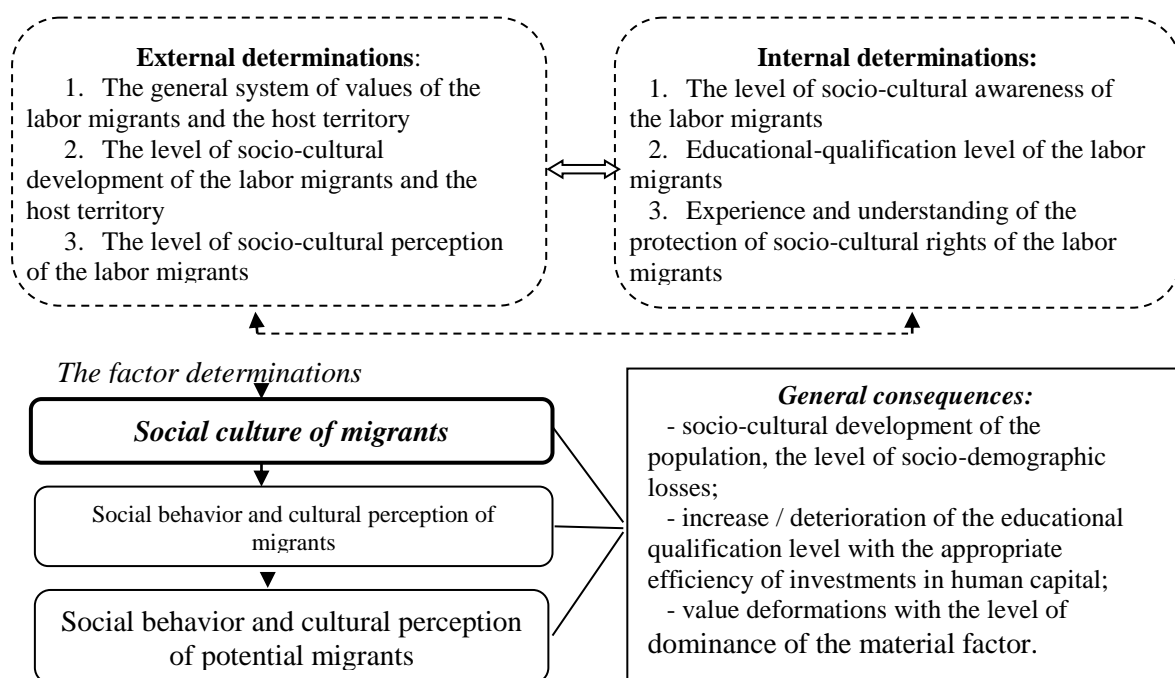 External determinations:
1. The general system of values of the
labor migrants and the host territory
2. The level of socio-cultural
development of the labor migrants and the
host territory
3. The level of socio-cultural perception
of the labor migrants
Internal determinations:
1. The level of socio-cultural awareness of
the labor migrants
2. Educational-qualification level of the labor
migrants
3. Experience and understanding of the
protection of socio-cultural rights of the labor
migrants
The factor determinations
Social culture of migrants
Social behavior and cultural perception of
migrants
Social behavior and cultural perception
of potential migrants
General consequences:
- socio-cultural development of the
population, the level of socio-demographic
losses;
- increase / deterioration of the educational
qualification level with the appropriate
efficiency of investments in human capital;
- value deformations with the level of
dominance of the material factor.